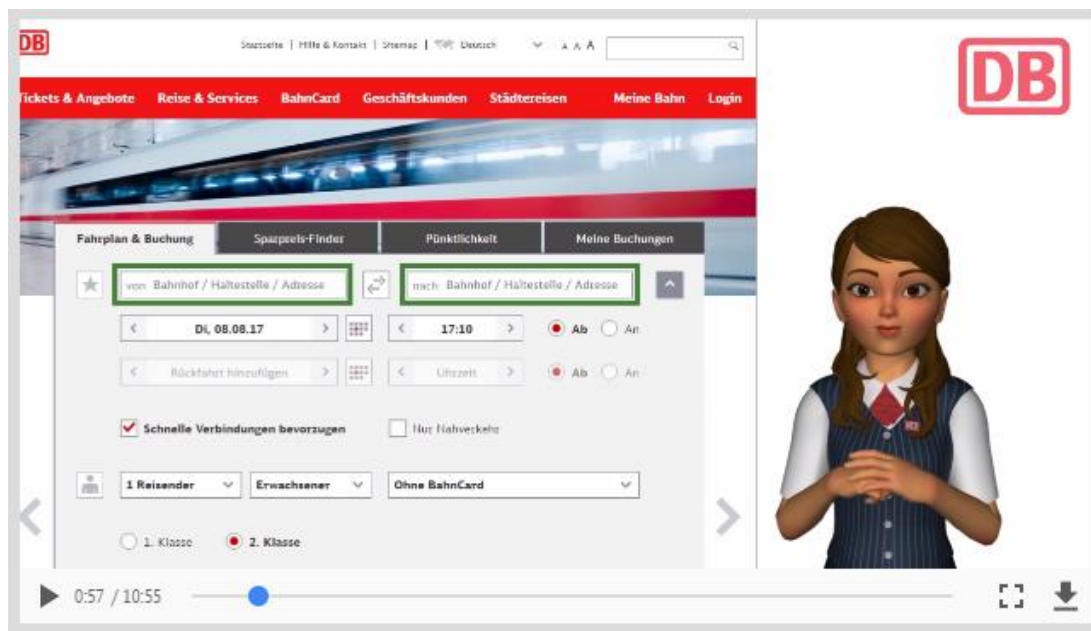 DB
Startseite | Hilfe & Kontakt | Sitemap | Deutsch A A A
DB
Tickets & Angebote Reise & Services BahnCard Geschäftskunden Städtereisen Meine Bahn Login
Fahrplan & Buchung Sparpreis-Finder Pünktlichkeit Meine Buchungen
von Bahnhof / Haltestelle / Adresse nach Bahnhof / Haltestelle / Adresse
Di, 08.08.17 17:10 Ab An
Rückfahrt hinzufügen Uhrzeit Ab An
Schnelle Verbindungen bevorzugen Nur Nahverkehr
1 Reisender Erwachsener Ohne BahnCard
1. Klasse 2. Klasse
0:57 / 10:55